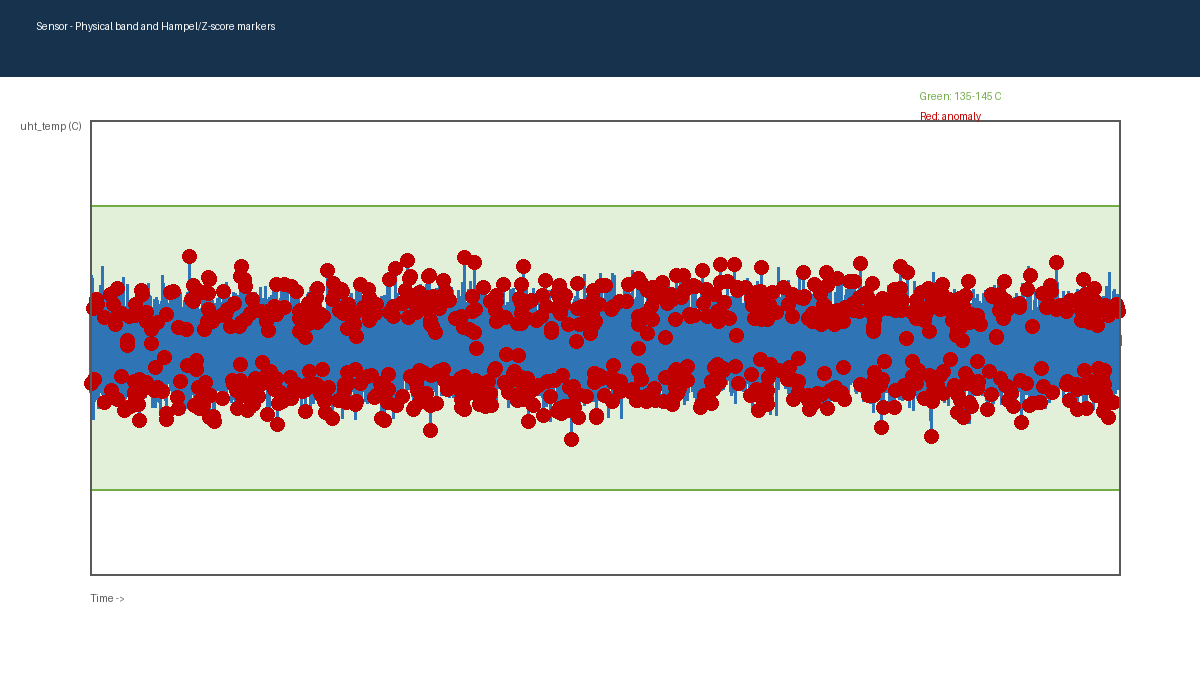 Sensor - Physical band and Hampel/Z-score markers
Green: 135-145 C
Red: anomaly
uht_temp (C)
Time ->